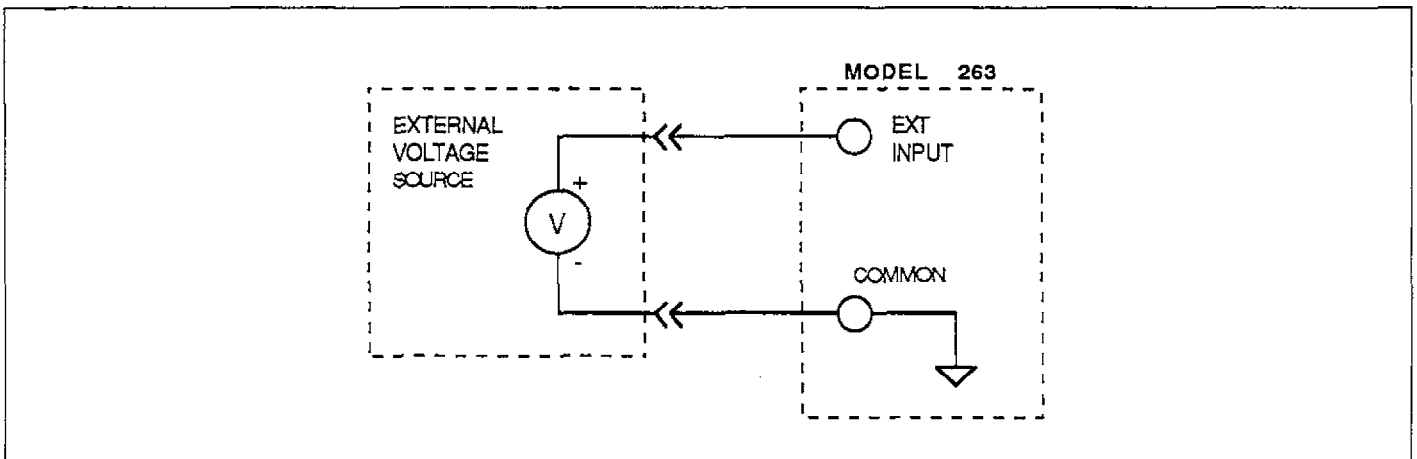 MODEL 263
EXTERNAL
VOLTAGE
SOURCE
EXT
INPUT
+
V
-
COMMON